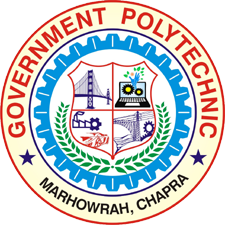 GOVERNMENT POLYTECHNIC
MARHOWRAH, CHAPRA